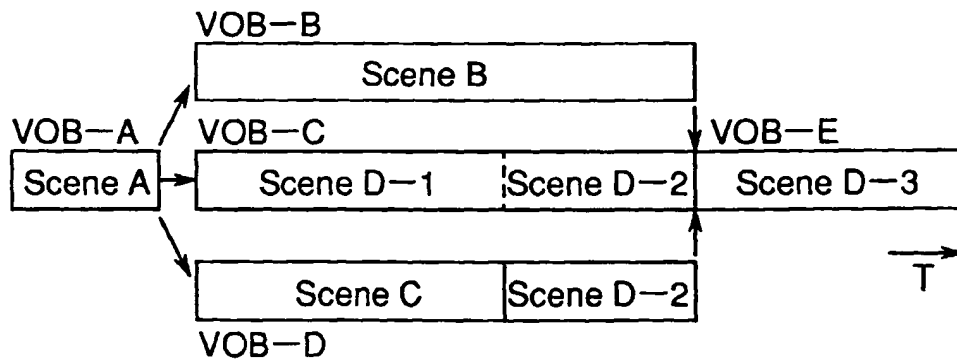 VOB—B
Scene B
VOB—A VOB—C VOB—E
Scene A Scene D—1 Scene D—2 Scene D—3
T
Scene C Scene D—2
VOB—D